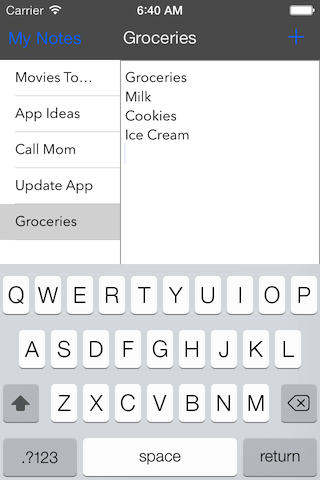 Carrier 6:40 AM
My Notes Groceries +
Movies To...
App Ideas
Call Mom
Update App
Groceries
Groceries
Milk
Cookies
Ice Cream
Q W E R T Y U I O P
A S D F G H J K L
Z X C V B N M
.?123 space return